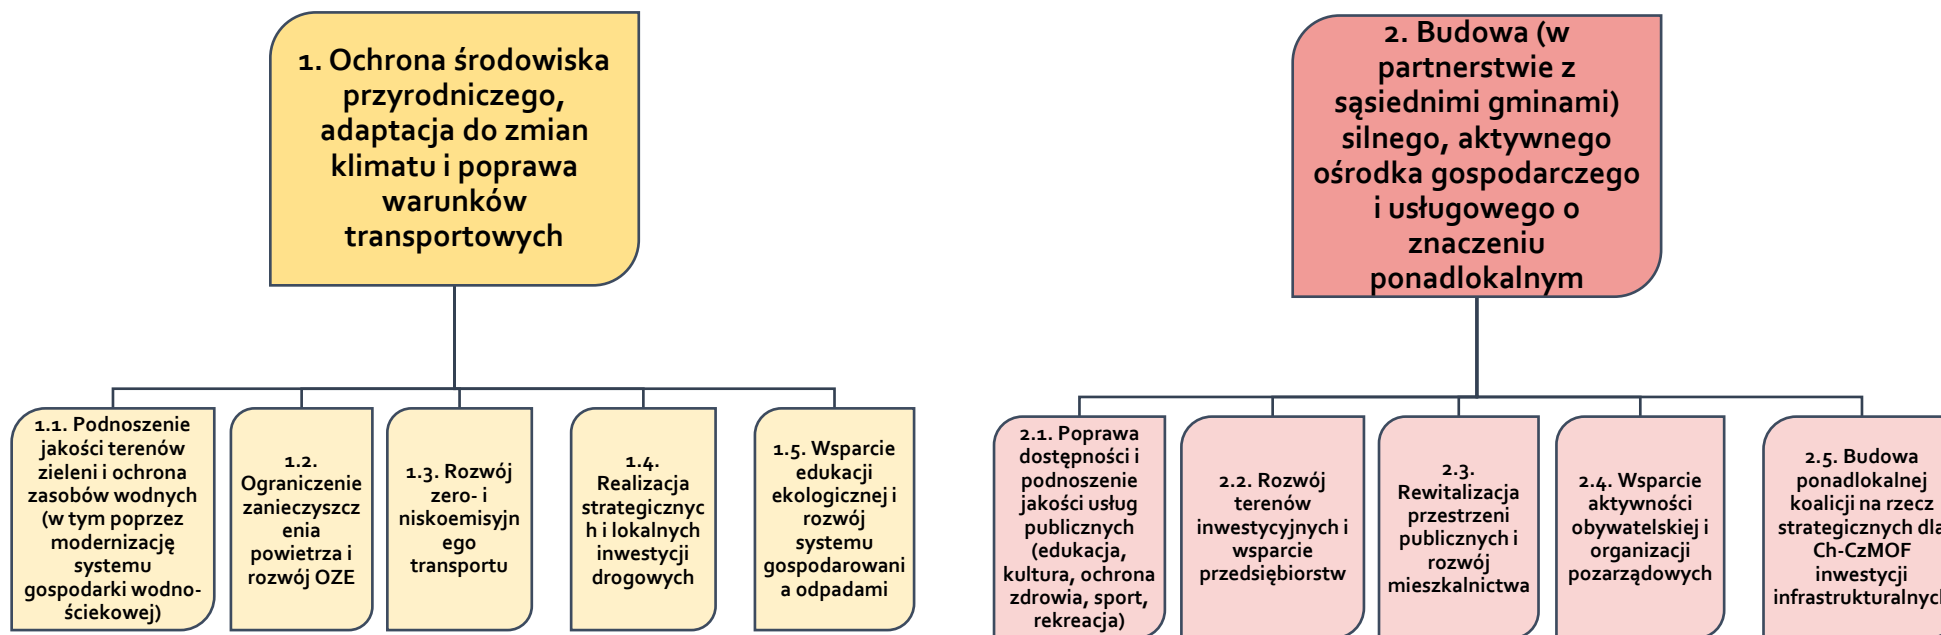 1. Ochrona środowiska
przyrodniczego,
adaptacja do zmian
klimatu i poprawa
warunków
transportowych
2. Budowa (w
partnerstwie z
sąsiednimi gminami)
silnego, aktywnego
ośrodka gospodarczego
i usługowego o
znaczeniu
ponadlokalnym
1.1. Podnoszenie
jakości terenów
zieleni i ochrona
zasobów wodnych
(w tym poprzez
modernizację
systemu
gospodarki wodno-
ściekowej)
1.2.
Ograniczenie
zanieczyszcz
enia
powietrza i
rozwój OZE
1.3. Rozwój
zero- i
niskoemisyjn
ego
transportu
1.4.
Realizacja
strategicznyc
h i lokalnych
inwestycji
drogowych
1.5. Wsparcie
edukacji
ekologicznej i
rozwój
systemu
gospodarowani
a odpadami
2.1. Poprawa
dostępności i
podnoszenie
jakości usług
publicznych
(edukacja,
kultura, ochrona
zdrowia, sport,
rekreacja)
2.2. Rozwój
terenów
inwestycyjnych i
wsparcie
przedsiębiorstw
2.3.
Rewitalizacja
przestrzeni
publicznych i
rozwój
mieszkalnictwa
2.4. Wsparcie
aktywności
obywatelskiej i
organizacji
pozarządowych
2.5. Budowa
ponadlokalnej
koalicji na rzecz
strategicznych dla
Ch-CzMOF
inwestycji
infrastrukturalnych